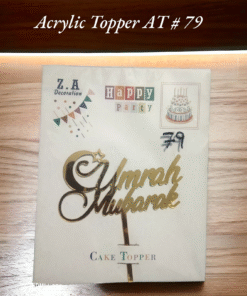 Acrylic Topper AT # 79
Z.A
Decoration
Happy
Party
79
Umrah
Mubarak
CAKE TOPPER